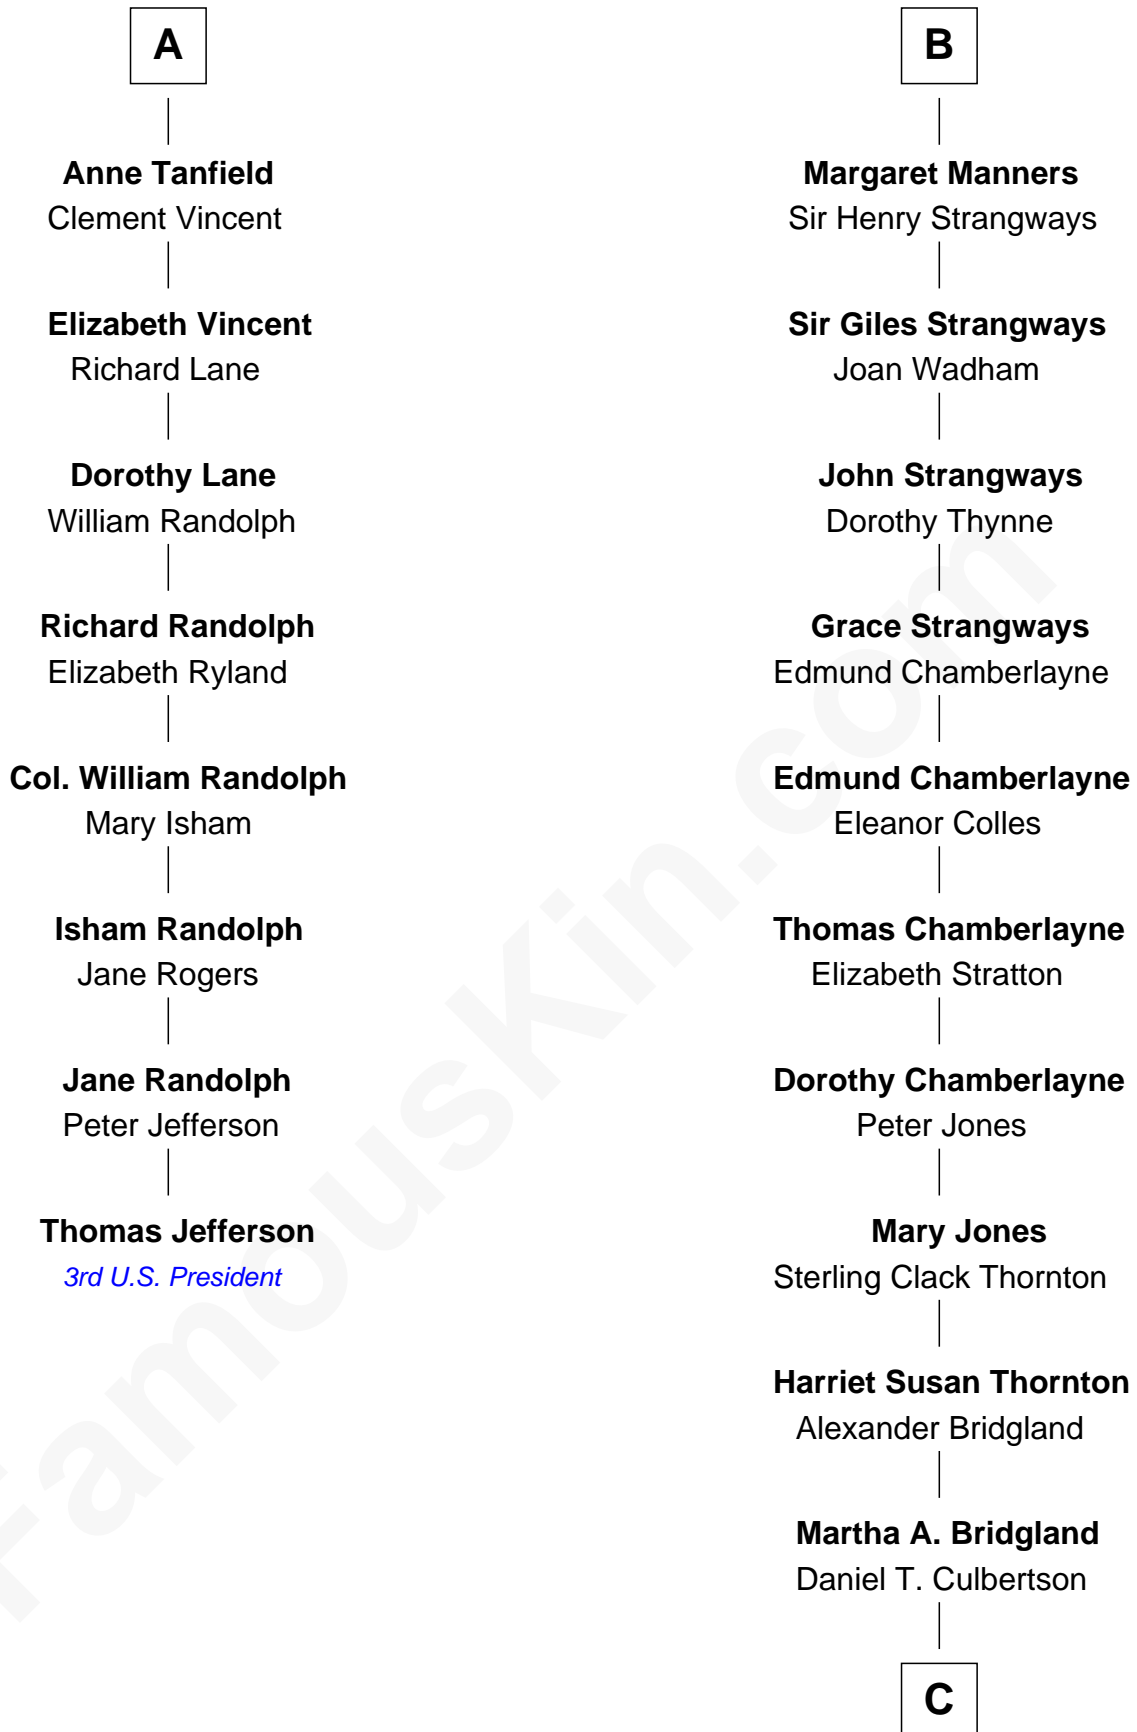 A
Anne Tanfield
Clement Vincent
Elizabeth Vincent
Richard Lane
Dorothy Lane
William Randolph
Richard Randolph
Elizabeth Ryland
Col. William Randolph
Mary Isham
Isham Randolph
Jane Rogers
Jane Randolph
Peter Jefferson
Thomas Jefferson
3rd U.S. President
B
Margaret Manners
Sir Henry Strangways
Sir Giles Strangways
Joan Wadham
John Strangways
Dorothy Thynne
Grace Strangways
Edmund Chamberlayne
Edmund Chamberlayne
Eleanor Colles
Thomas Chamberlayne
Elizabeth Stratton
Dorothy Chamberlayne
Peter Jones
Mary Jones
Sterling Clack Thornton
Harriet Susan Thornton
Alexander Bridgland
Martha A. Bridgland
Daniel T. Culbertson
C
FamousKin.com